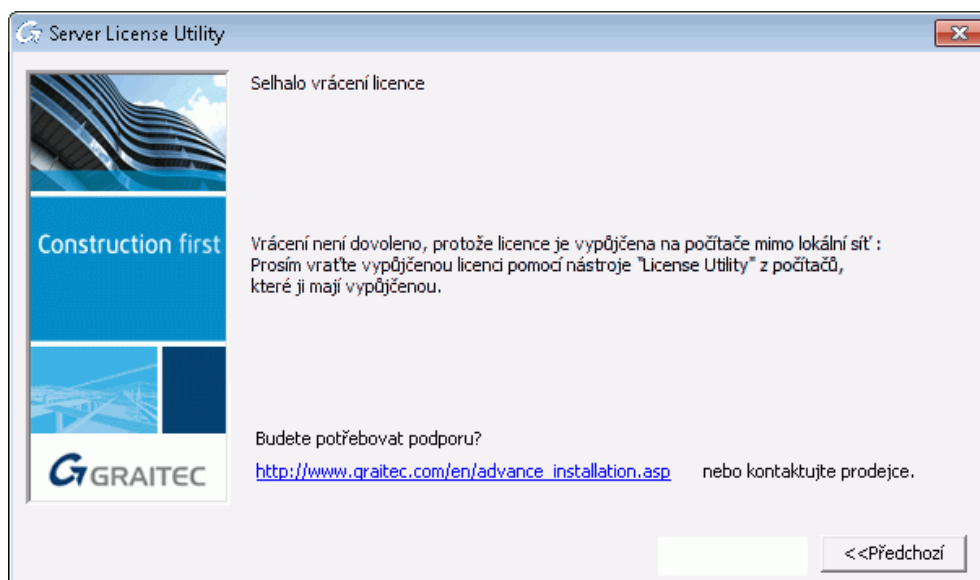 Server License Utility
Selhalo vrácení licence
Construction first
Vrácení není dovoleno, protože licence je vypůjčena na počítače mimo lokální síť :
Prosím vraťte vypůjčenou licenci pomocí nástroje "License Utility" z počítačů,
které ji mají vypůjčenou.
Budete potřebovat podporu?
http://www.graitec.com/en/advance_installation.asp nebo kontaktujte prodejce.
GRAITEC
<<Předchozí